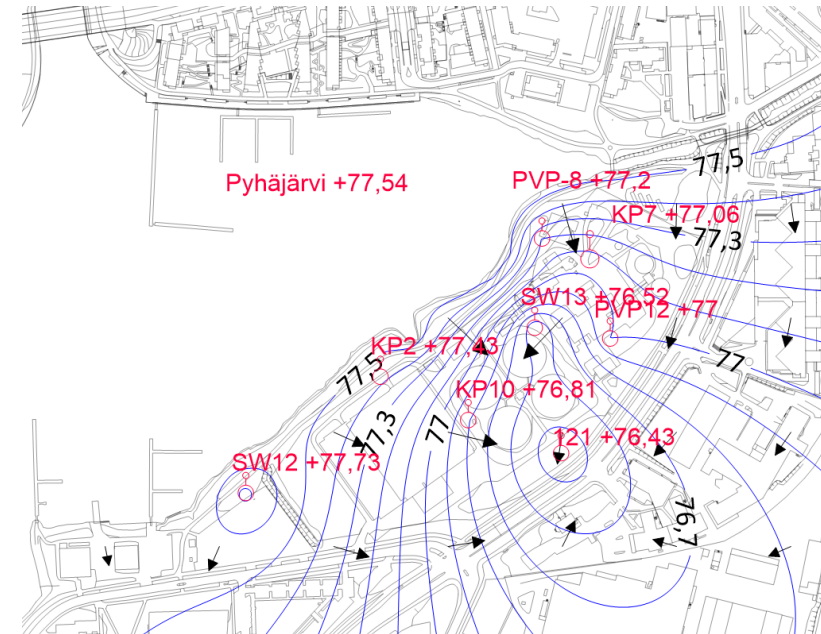 77,5
Pyhäjärvi +77,54
PVP-8 +77,2
KP7 +77,06
77,3
SW13 +76,52
PVP12 +77
KP2 +77,43
77
77,5
KP10 +76,81
77,3
77
121 +76,43
SW12 +77,73
76,7